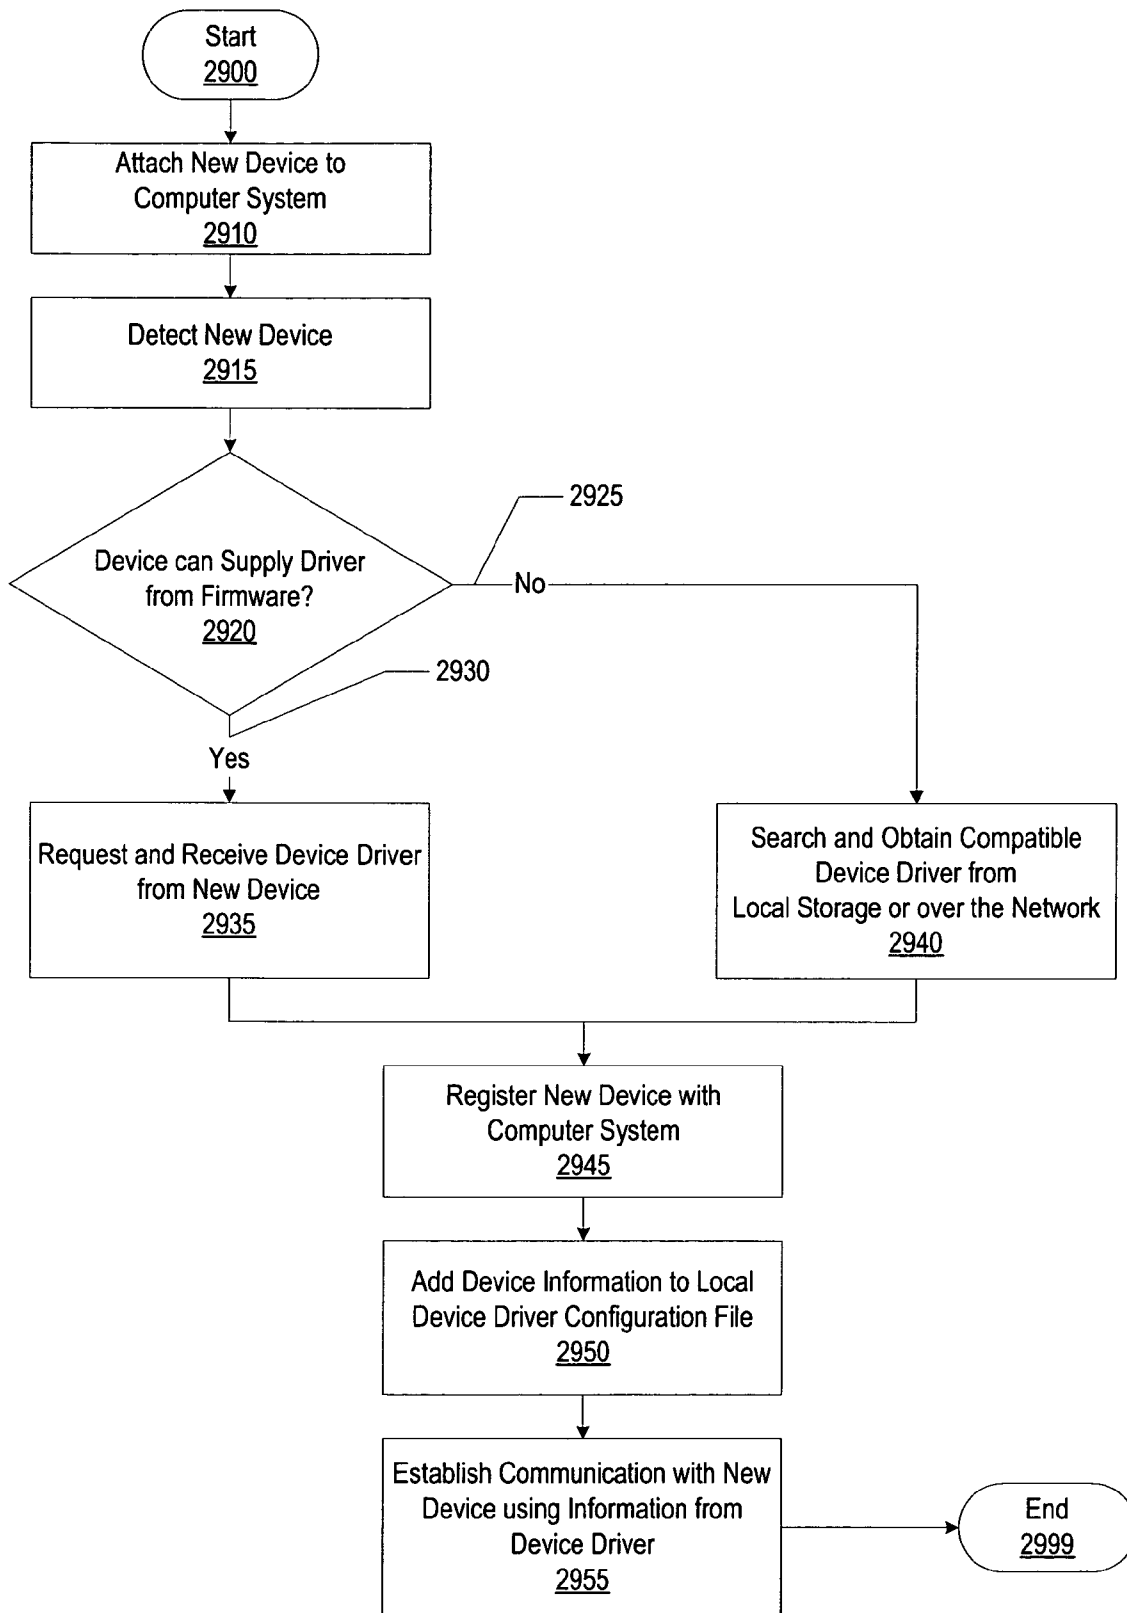 Start
2900
Attach New Device to
Computer System
2910
Detect New Device
2915
Device can Supply Driver
from Firmware?
2920
2925
No
2930
Yes
Request and Receive Device Driver
from New Device
2935
Search and Obtain Compatible
Device Driver from
Local Storage or over the Network
2940
Register New Device with
Computer System
2945
Add Device Information to Local
Device Driver Configuration File
2950
Establish Communication with New
Device using Information from
Device Driver
2955
End
2999